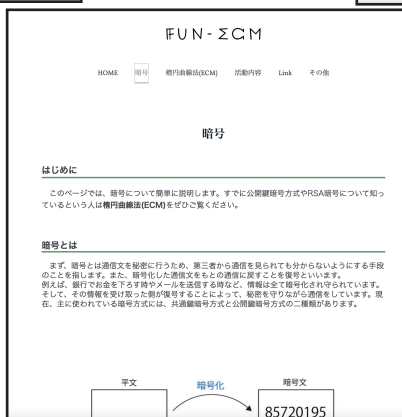 FUN-ΣCM
HOME 暗号 楕円曲線法(ECM) 活動内容 Link その他
暗号
はじめに
このページでは、暗号について簡単に説明します。すでに公開鍵暗号方式やRSA暗号について知っ
ているという人は楕円曲線法(ECM)をぜひご覧ください。
暗号とは
まず、暗号とは通信文を秘密に行うため、第三者から通信を見られても分からないようにする手段
のことを指します。また、暗号化した通信文をもとの通信に戻すことを復号といいます。
例えば、銀行でお金を下ろす時やメールを送信する時など、情報は全て暗号化され守られています。
そして、その情報を受け取った側が復号することによって、秘密を守りながら通信をしています。現
在、主に使われている暗号方式には、共通鍵暗号方式と公開鍵暗号方式の二種類があります。
平文 暗号化 暗号文
85720195